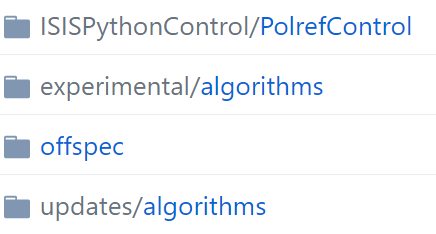 ISISPythonControl/PolrefControl
experimental/algorithms
offspec
updates/algorithms